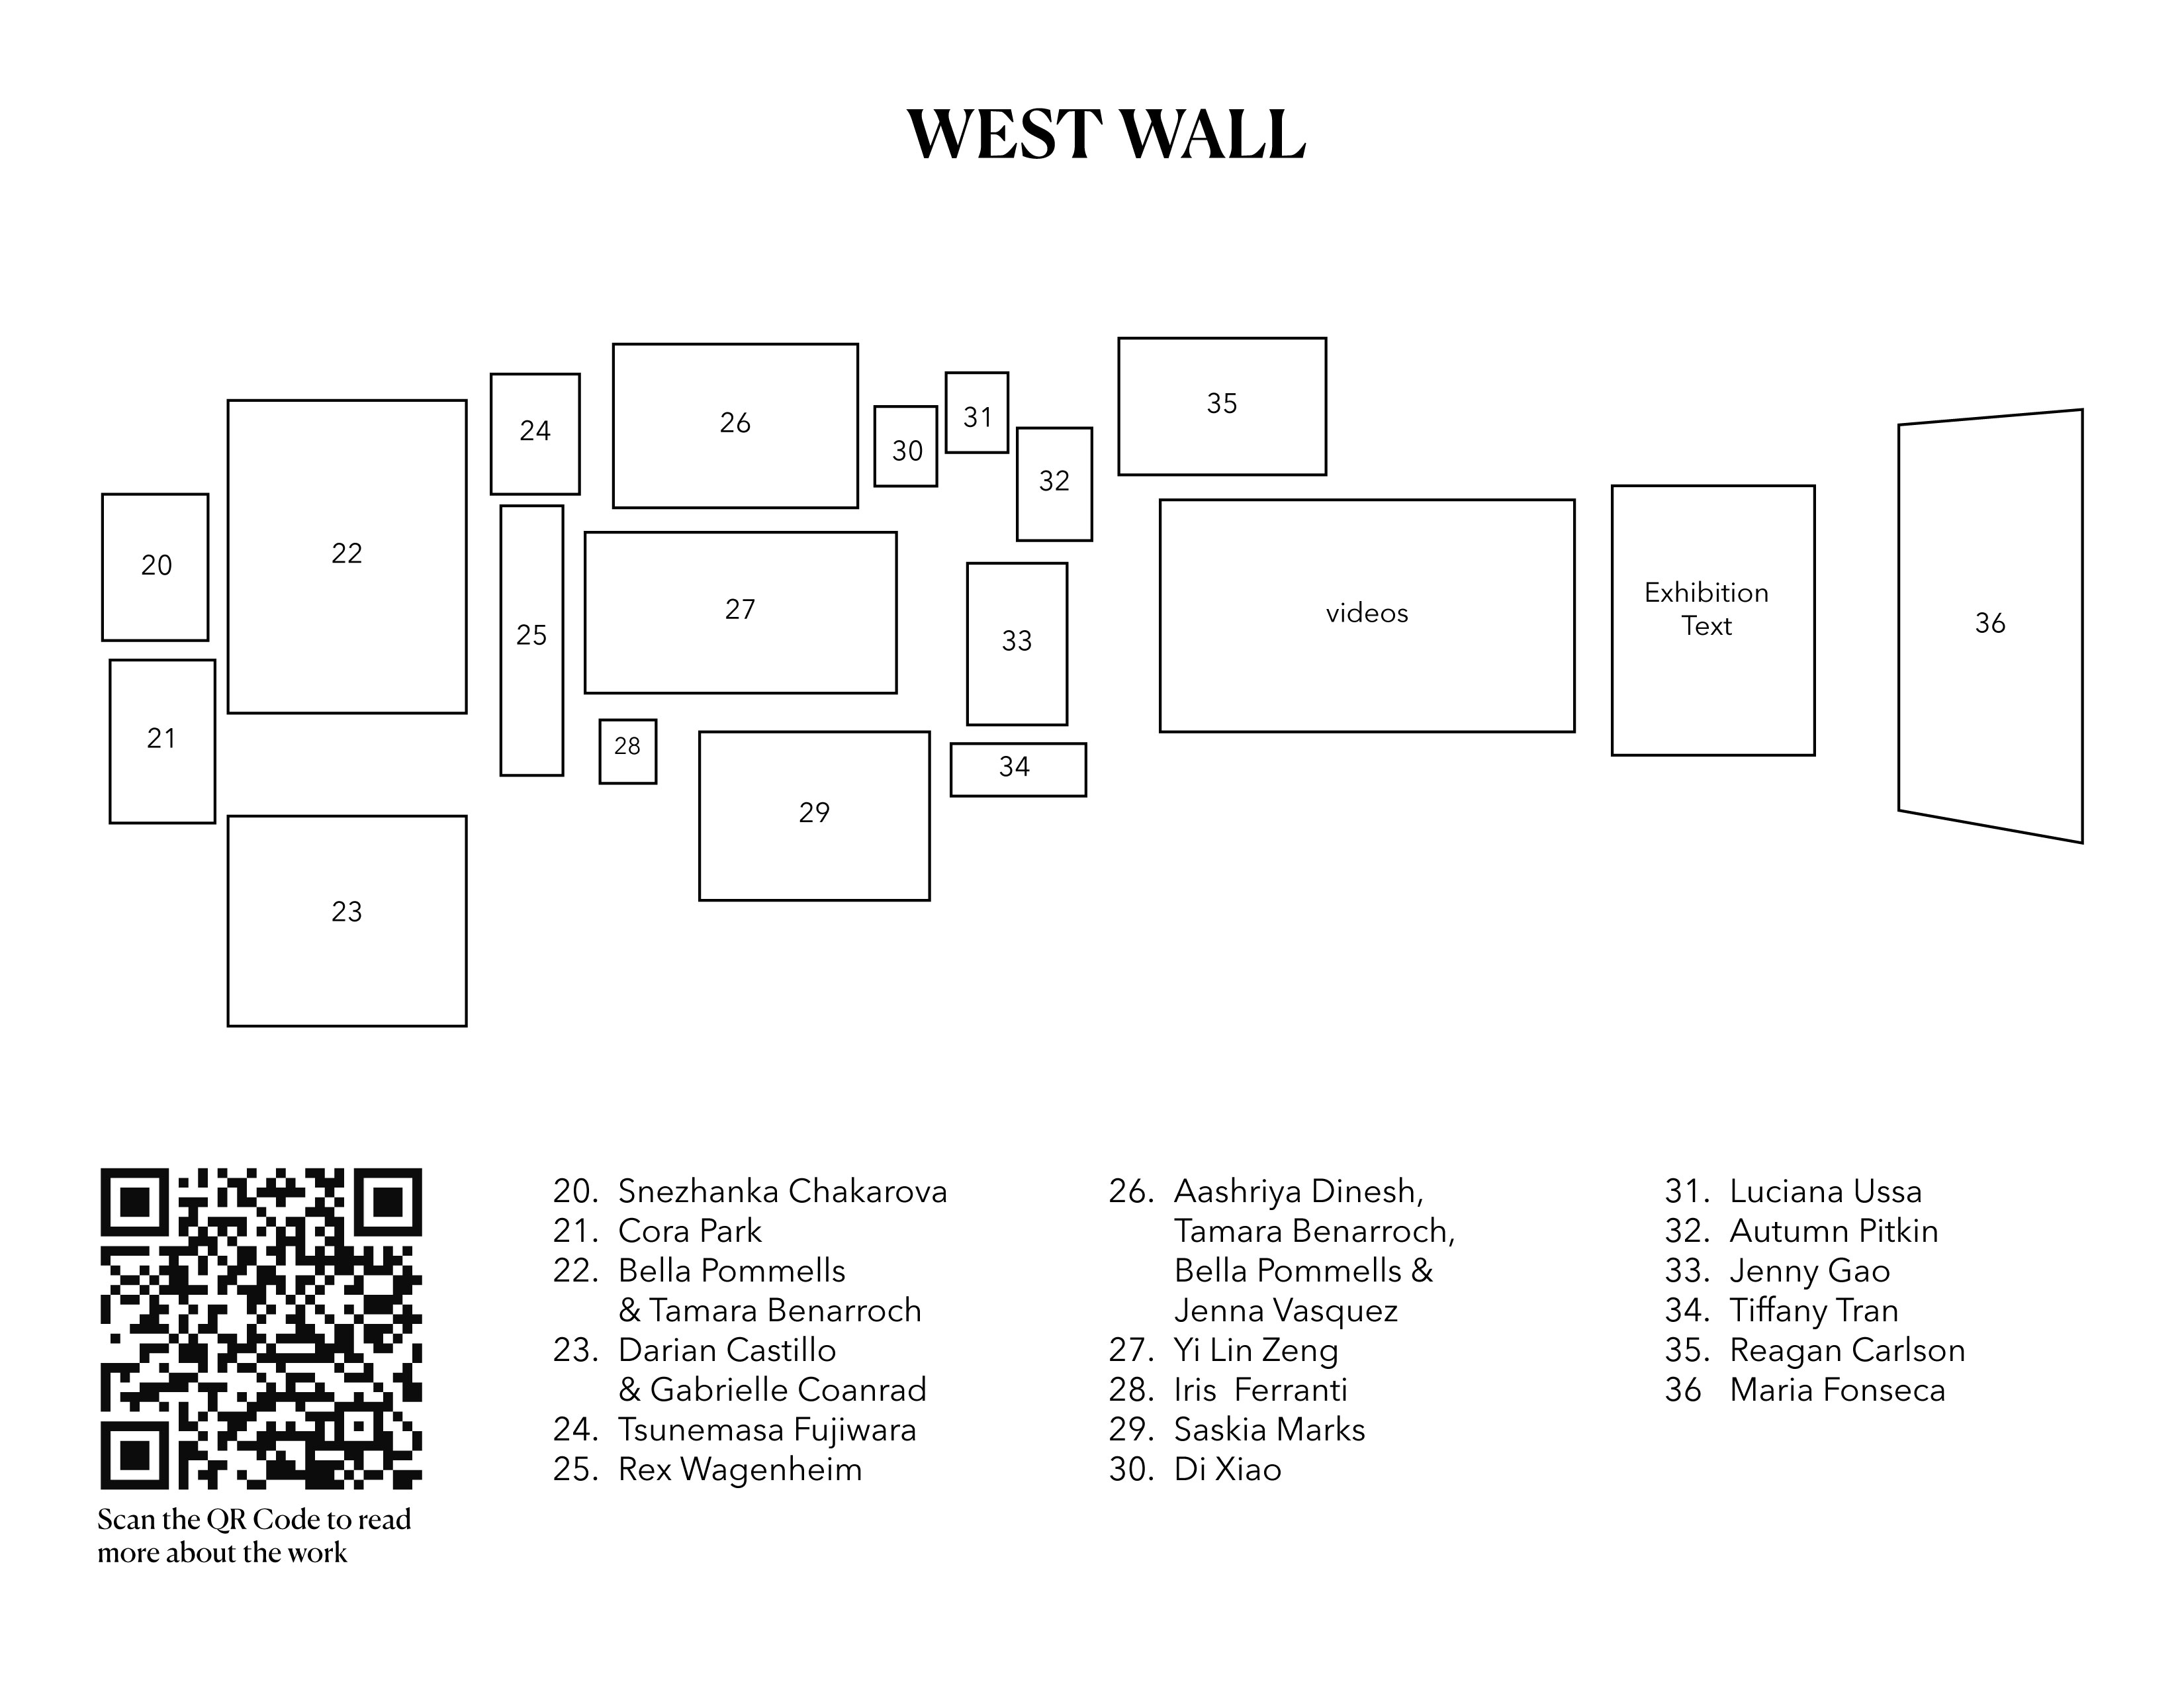 WEST WALL
20
21
22
23
24
25
26
27
28
29
30
31
32
33
34
35
videos
Exhibition
Text
36
Scan the QR Code to read
more about the work
20. Snezhanka Chakarova
21. Cora Park
22. Bella Pommells
& Tamara Benarroch
23. Darian Castillo
& Gabrielle Coanrad
24. Tsunemasa Fujiwara
25. Rex Wagenheim
26. Aashriya Dinesh,
Tamara Benarroch,
Bella Pommells &
Jenna Vasquez
27. Yi Lin Zeng
28. Iris  Ferranti
29. Saskia Marks
30. Di Xiao
31. Luciana Ussa
32. Autumn Pitkin
33. Jenny Gao
34. Tiffany Tran
35. Reagan Carlson
36 Maria Fonseca